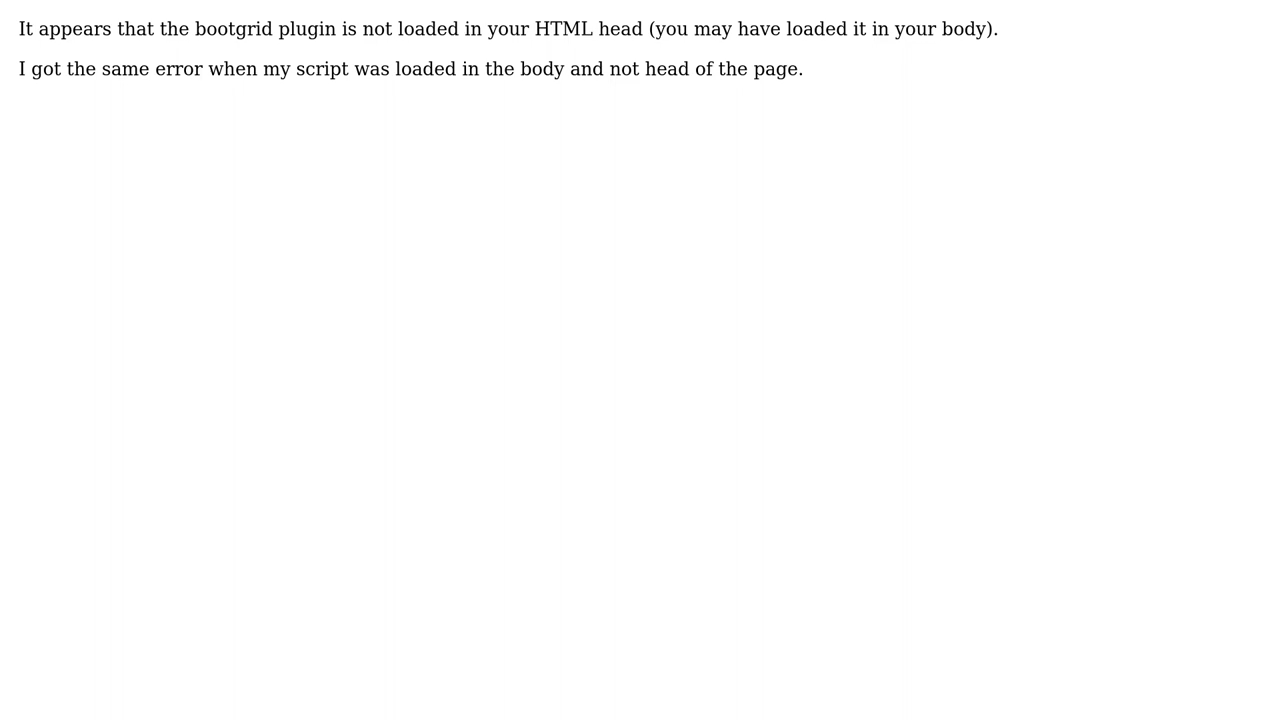 It appears that the bootgrid plugin is not loaded in your HTML head (you may have loaded it in your body).
I got the same error when my script was loaded in the body and not head of the page.